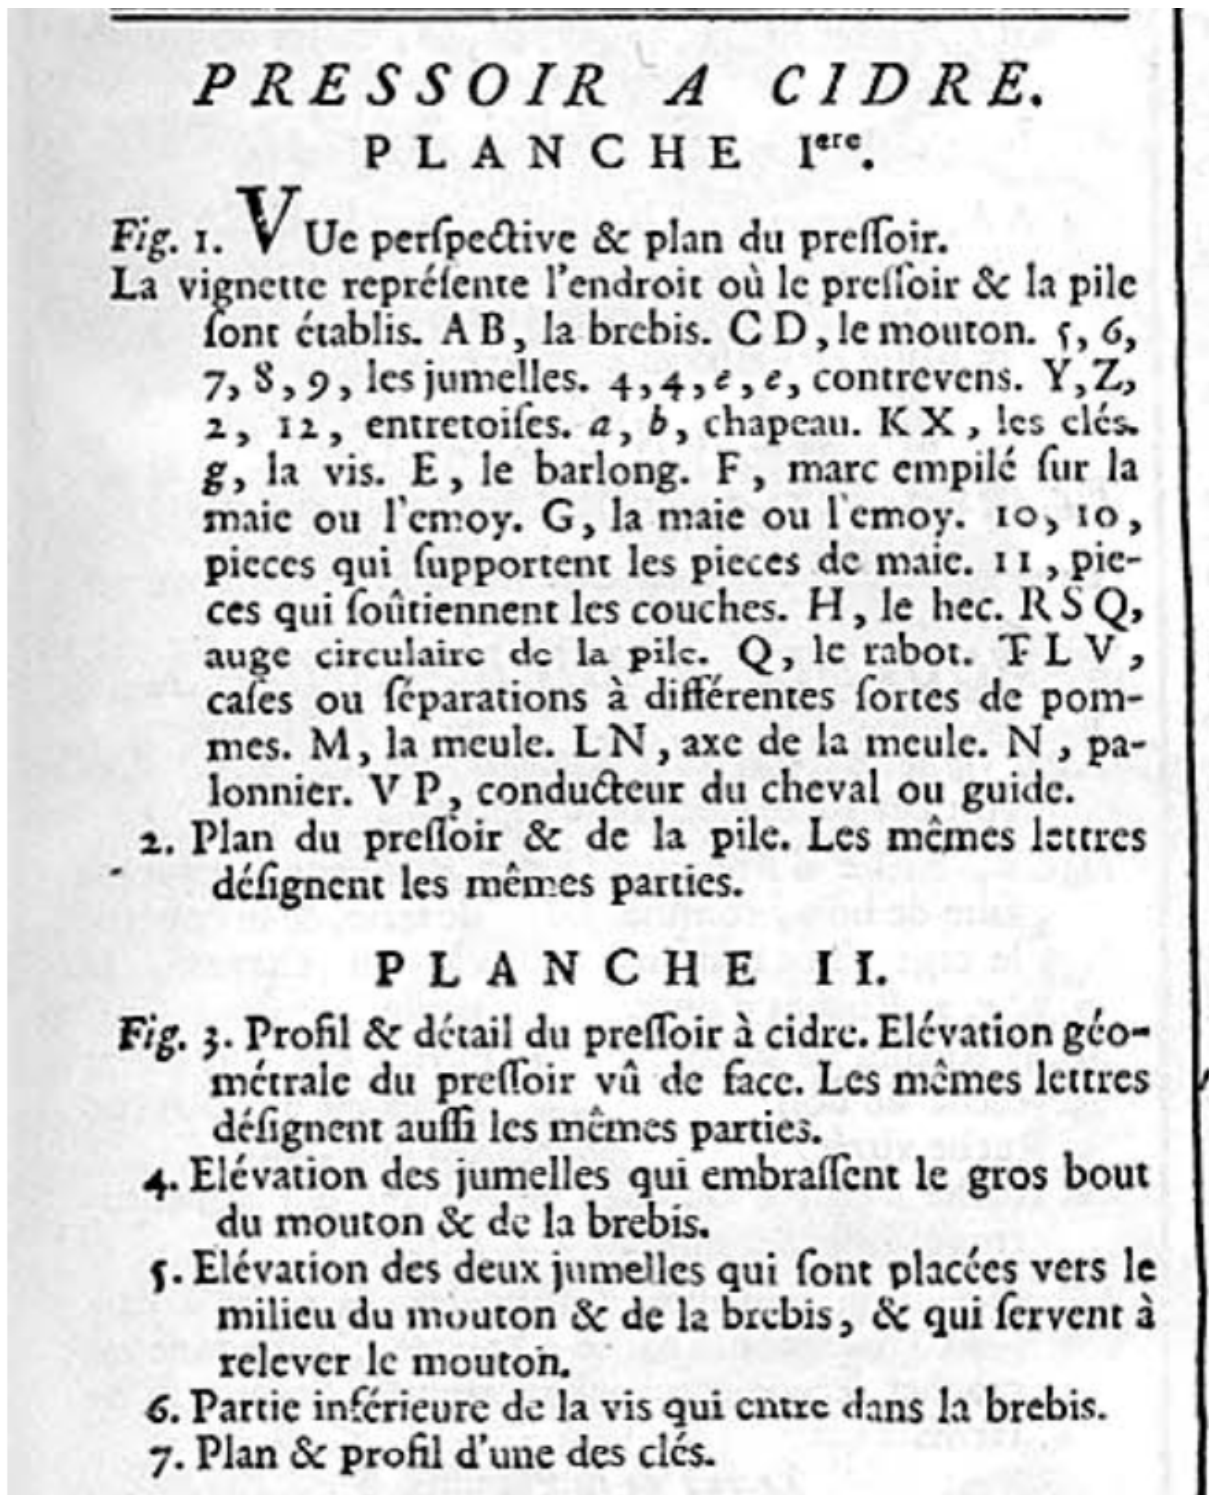 PRESSOIR A CIDRE.
PLANCHE Iere.
Fig. 1. VUe perſpective & plan du preſſoir.
La vignette repréſente l'endroit où le preſſoir & la pile
ſont établis. A B, la brebis. C D, le mouton. 5, 6,
7, 8, 9, les jumelles. 4, 4, e, e, contrevens. Y, Z,
2, 12, entretoiſes. a, b, chapeau. K X, les clés.
g, la vis. E, le barlong. F, marc empilé ſur la
maie ou l'emoy. G, la maie ou l'emoy. 10, 10,
pieces qui ſupportent les pieces de maie. 11, pie-
ces qui ſoûtiennent les couches. H, le hec. R S Q,
auge circulaire de la pile. Q, le rabot. T L V,
caſes ou ſéparations à différentes ſortes de pom-
mes. M, la meule. L N, axe de la meule. N, pa-
lonnier. V P, conducteur du cheval ou guide.
2. Plan du preſſoir & de la pile. Les mêmes lettres
déſignent les mêmes parties.
PLANCHE II.
Fig. 3. Profil & détail du preſſoir à cidre. Elévation géo-
métrale du preſſoir vû de face. Les mêmes lettres
déſignent auſſi les mêmes parties.
4. Elévation des jumelles qui embraſſent le gros bout
du mouton & de la brebis.
5. Elévation des deux jumelles qui ſont placées vers le
milieu du mouton & de la brebis, & qui ſervent à
relever le mouton.
6. Partie inférieure de la vis qui entre dans la brebis.
7. Plan & profil d'une des clés.